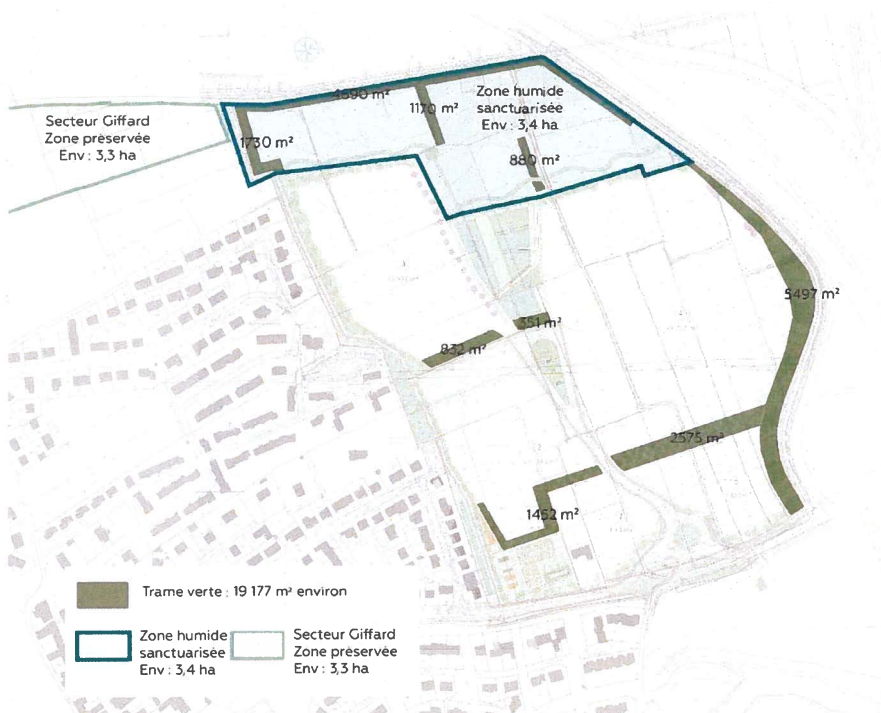 4690 m²
Zone humide
sanctuarisée
Env : 3,4 ha
1170 m²
Secteur Giffard
Zone préservée
Env : 3,3 ha
1730 m²
880 m²
5497 m²
351 m²
832 m²
2575 m²
1452 m²
Trame verte : 19 177 m² environ
Zone humide
sanctuarisée
Env : 3,4 ha
Secteur Giffard
Zone préservée
Env : 3,3 ha